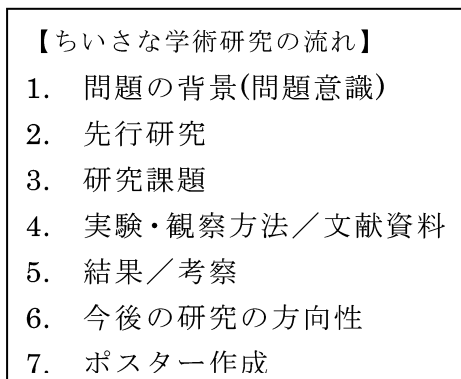 【ちいさな学術研究の流れ】
1. 問題の背景(問題意識)
2. 先行研究
3. 研究課題
4. 実験・観察方法／文献資料
5. 結果／考察
6. 今後の研究の方向性
7. ポスター作成